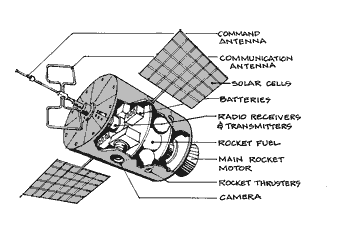 COMMAND
ANTENNA
COMMUNICATION
ANTENNA
SOLAR CELLS
BATTERIES
RADIO RECEIVERS
& TRANSMITTERS
ROCKET FUEL
MAIN ROCKET
MOTOR
ROCKET THRUSTERS
CAMERA